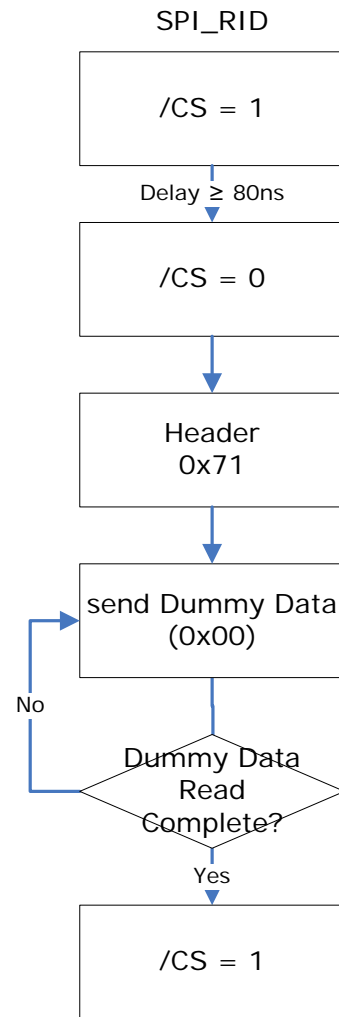 SPI_RID
/CS = 1
Delay ≥ 80ns
/CS = 0
Header
0x71
send Dummy Data
(0x00)
No
Dummy Data
Read
Complete?
Yes
/CS = 1